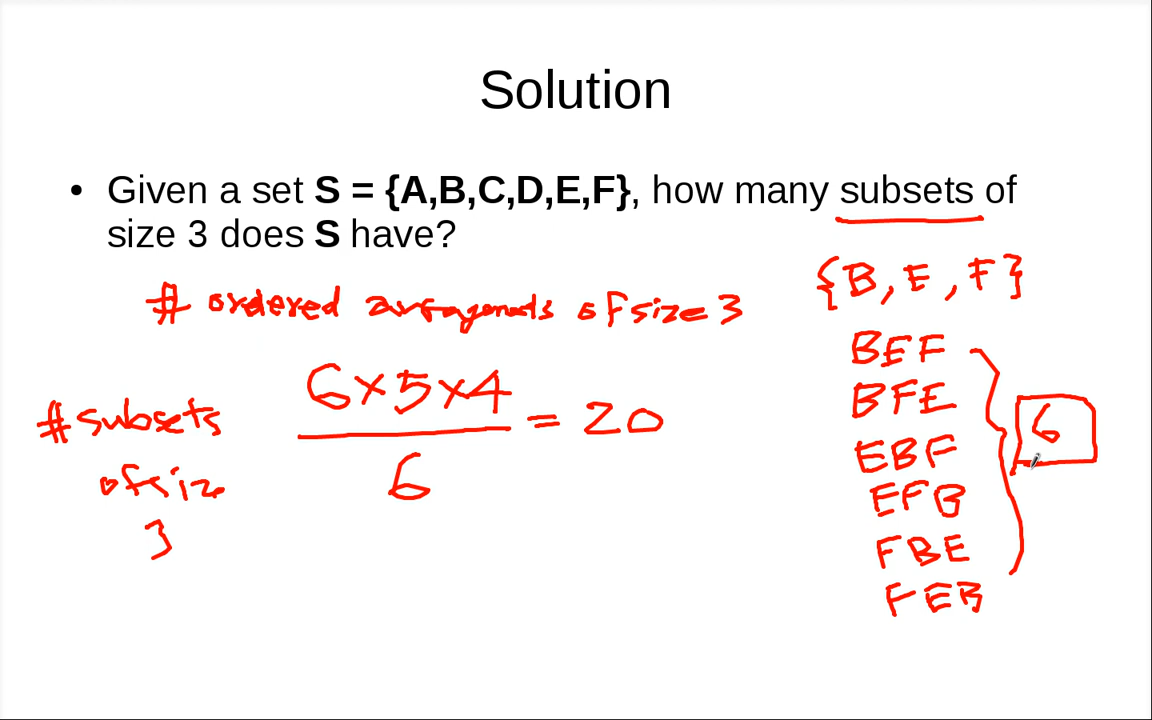 Solution
• Given a set S = {A,B,C,D,E,F}, how many subsets of
size 3 does S have?
# ordered arrangements of size 3
# subsets
of size
3
6×5×4
6
= 20
{B, E, F}
BEF
BFE
EBF
EFB
FBE
FEB
6